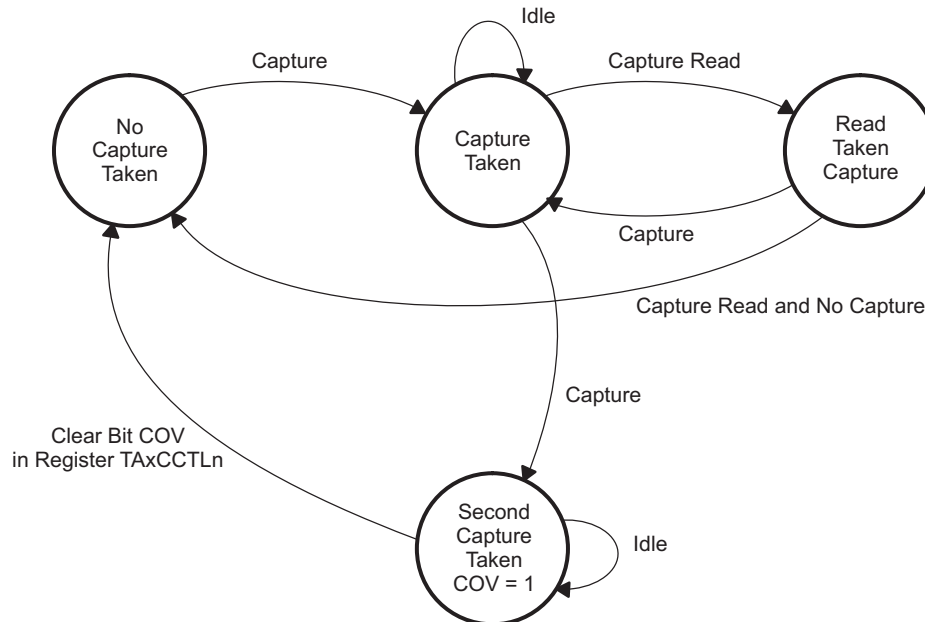 Idle
Capture
Capture Read
No
Capture
Taken
Capture
Taken
Read
Taken
Capture
Capture
Capture Read and No Capture
Capture
Clear Bit COV
in Register TAxCCTLn
Second
Capture
Taken
COV = 1
Idle